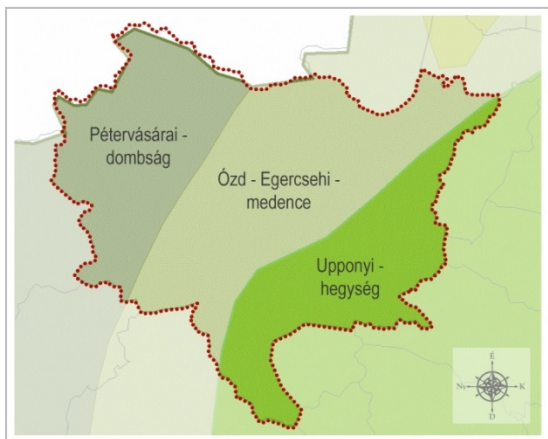 Pétervásárai -
dombság
Ózd - Egercsehi -
medence
Upponyi -
hegység
É
Ny
K
D